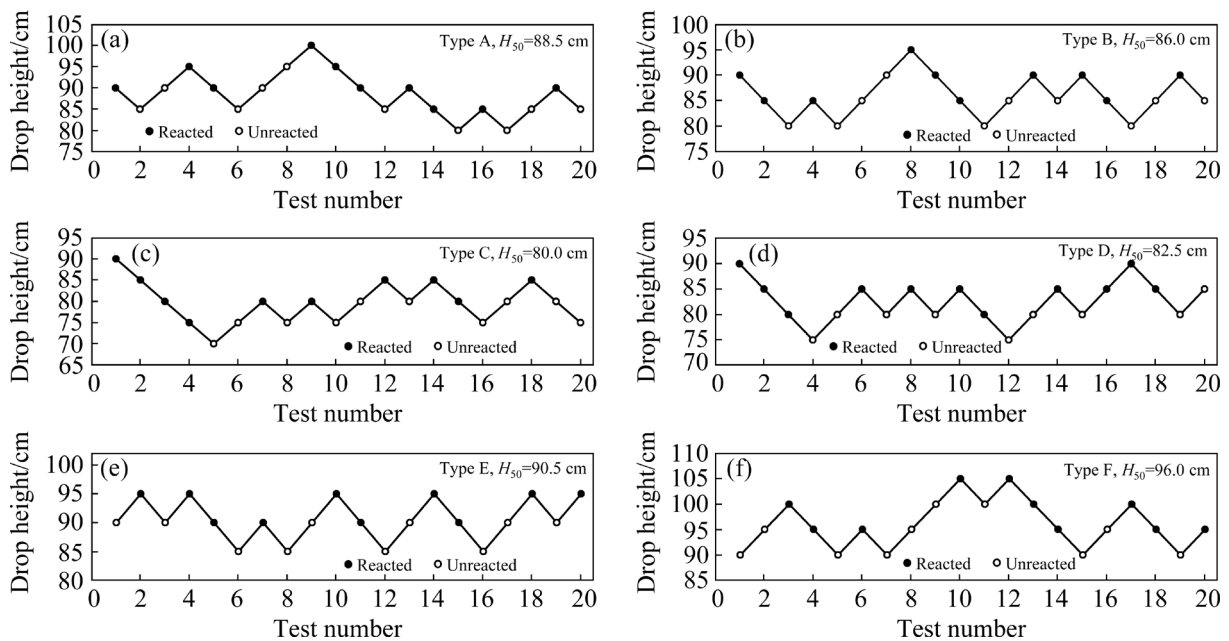 Drop height/cm
105
100
95
90
85
80
75
(a)
Type A, H50=88.5 cm
Reacted
Unreacted
0 2 4 6 8 10 12 14 16 18 20
Test number
Drop height/cm
100
95
90
85
80
75
(b)
Type B, H50=86.0 cm
Reacted
Unreacted
0 2 4 6 8 10 12 14 16 18 20
Test number
Drop height/cm
95
90
85
80
75
70
65
(c)
Type C, H50=80.0 cm
Reacted
Unreacted
0 2 4 6 8 10 12 14 16 18 20
Test number
Drop height/cm
95
90
85
80
75
70
(d)
Type D, H50=82.5 cm
Reacted
Unreacted
0 2 4 6 8 10 12 14 16 18 20
Test number
Drop height/cm
100
95
90
85
80
(e)
Type E, H50=90.5 cm
Reacted
Unreacted
0 2 4 6 8 10 12 14 16 18 20
Test number
Drop height/cm
110
105
100
95
90
85
(f)
Type F, H50=96.0 cm
Reacted
Unreacted
0 2 4 6 8 10 12 14 16 18 20
Test number